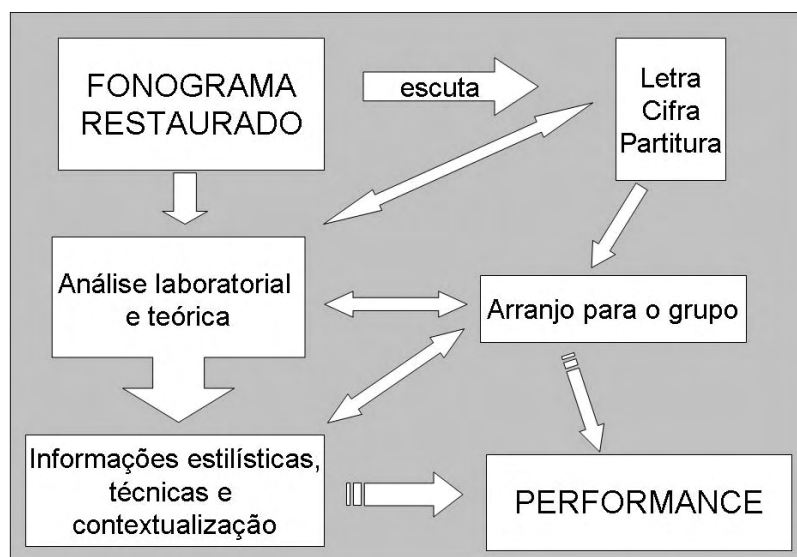 FONOGRAMA
RESTAURADO
escuta
Letra
Cifra
Partitura
Análise laboratorial
e teórica
Arranjo para o grupo
Informações estilísticas,
técnicas e
contextualização
PERFORMANCE